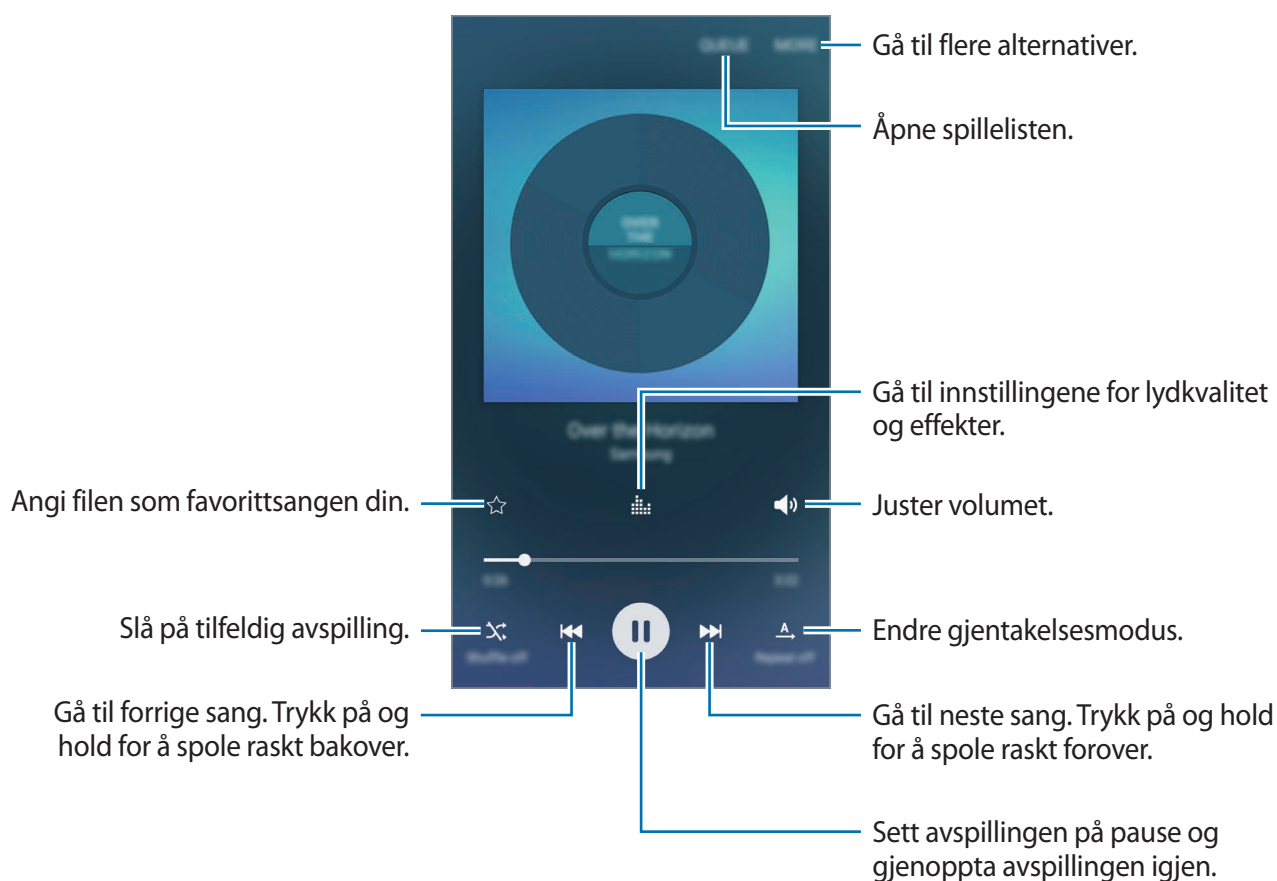 QUEUE MORE
Gå til flere alternativer.
Åpne spillelisten.
OVER
THE
HORIZON
Gå til innstillingene for lydkvalitet
og effekter.
Over the Horizon
Samsung
Angi filen som favorittsangen din.
Juster volumet.
Slå på tilfeldig avspilling.
A
Endre gjentakelsesmodus.
Shuffle off
Repeat off
Gå til forrige sang. Trykk på og
hold for å spole raskt bakover.
Gå til neste sang. Trykk på og hold
for å spole raskt forover.
Sett avspillingen på pause og
gjenoppta avspillingen igjen.